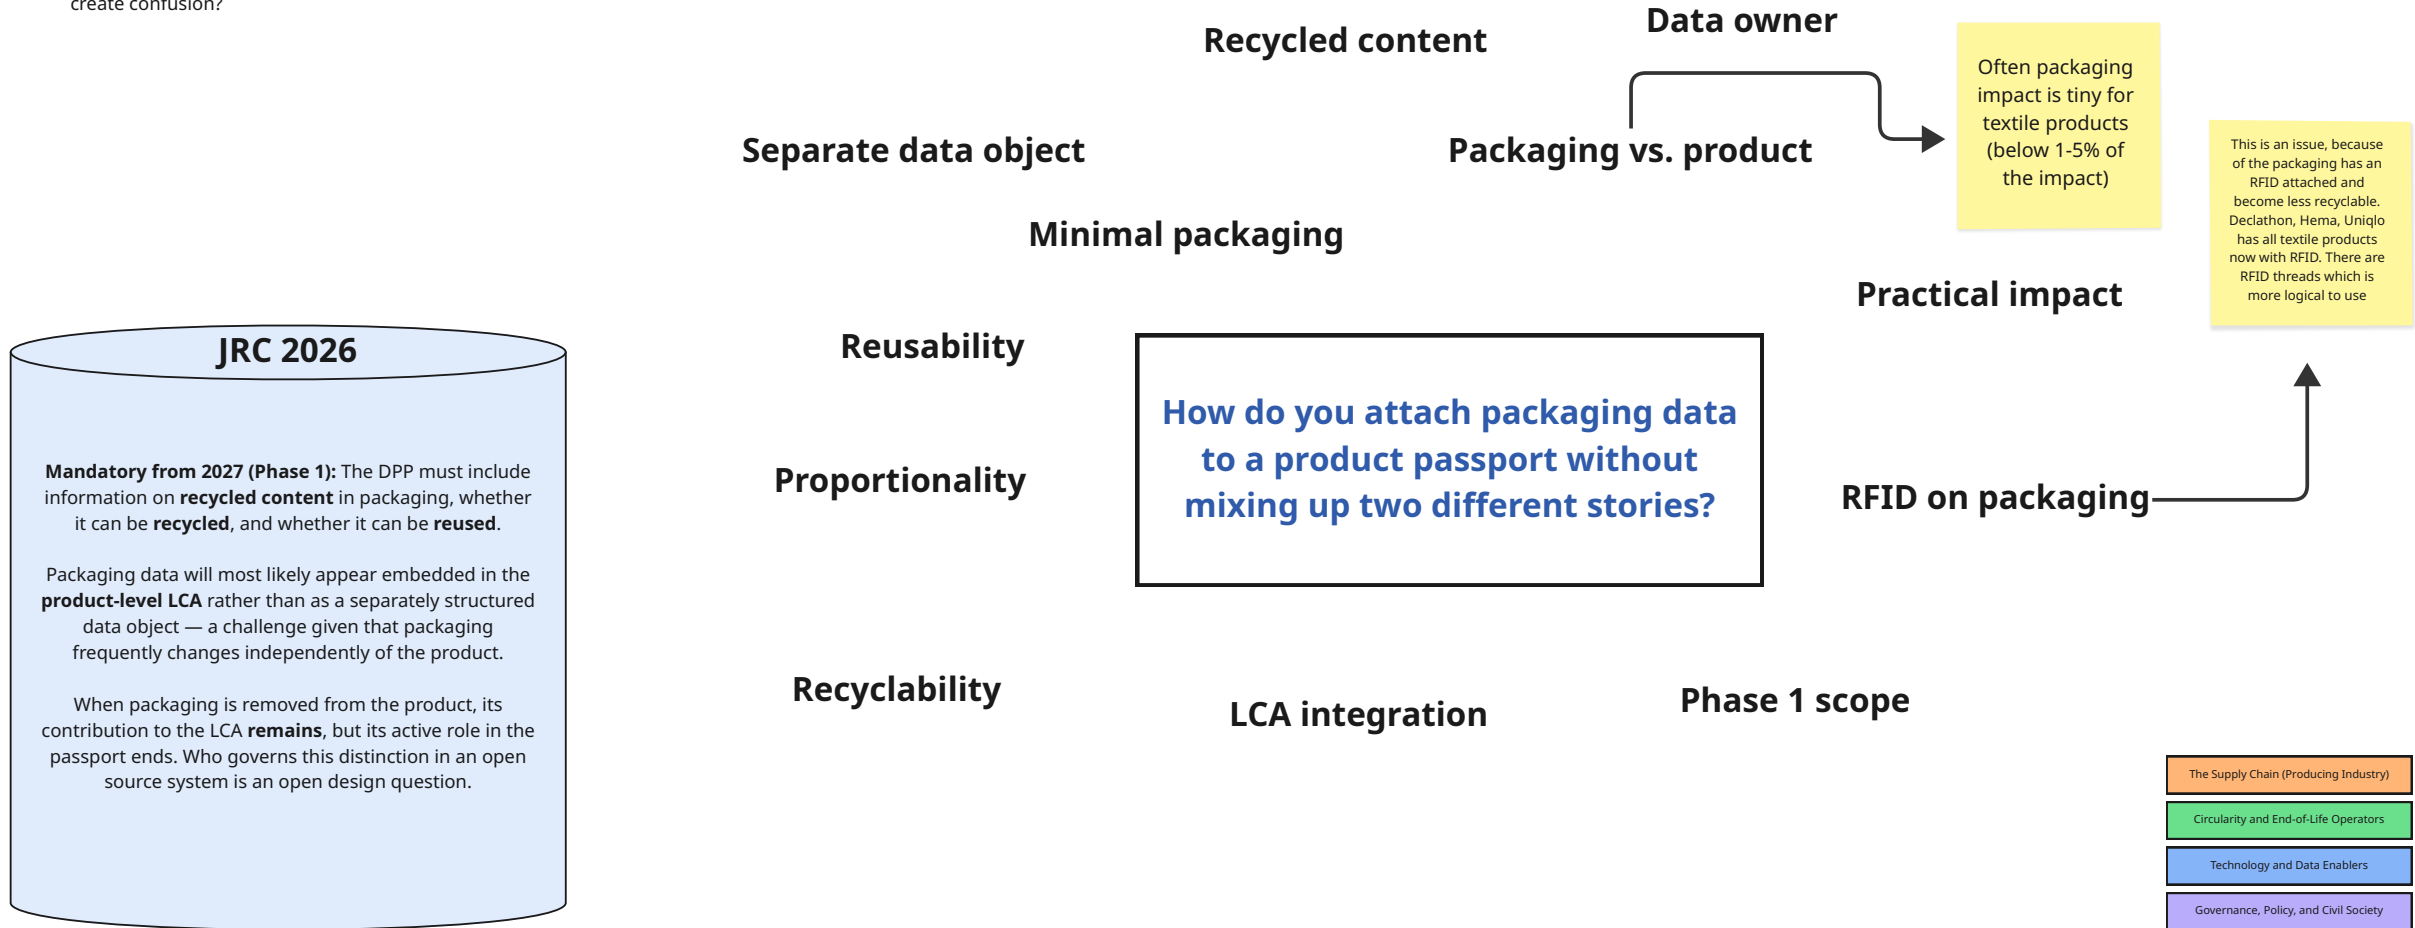 create confusion?
Data owner
Recycled content
Often packaging
impact is tiny for
textile products
(below 1-5% of
the impact)
Separate data object
Packaging vs. product
This is an issue, because
of the packaging has an
RFID attached and
become less recyclable.
Declathon, Hema, Uniqlo
has all textile products
now with RFID. There are
RFID threads which is
more logical to use
Minimal packaging
Practical impact
JRC 2026
Reusability
How do you attach packaging data
to a product passport without
mixing up two different stories?
Proportionality
RFID on packaging
Mandatory from 2027 (Phase 1): The DPP must include
information on recycled content in packaging, whether
it can be recycled, and whether it can be reused.
Packaging data will most likely appear embedded in the
product-level LCA rather than as a separately structured
data object — a challenge given that packaging
frequently changes independently of the product.
When packaging is removed from the product, its
contribution to the LCA remains, but its active role in the
passport ends. Who governs this distinction in an open
source system is an open design question.
Recyclability
LCA integration
Phase 1 scope
The Supply Chain (Producing Industry)
Circularity and End-of-Life Operators
Technology and Data Enablers
Governance, Policy, and Civil Society